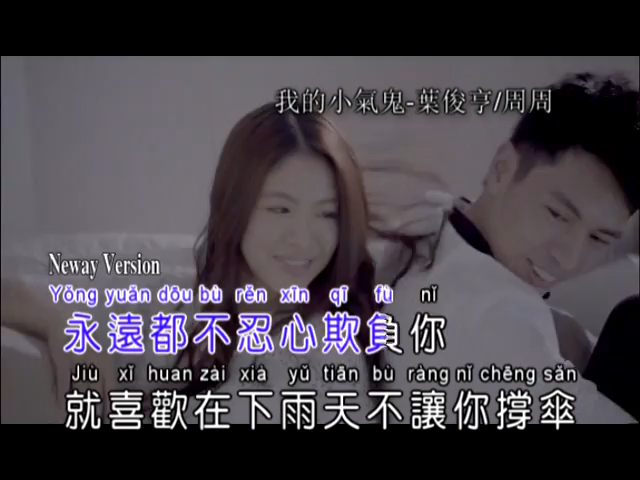 我的小氣鬼-葉俊亨/周周
Neway Version
Yǒng yuǎn dōu bù rěn xīn qī fù nǐ
永遠都不忍心欺負你
Jiù xǐ huan zài xià yǔ tiān bù ràng nǐ chēng sǎn
就喜歡在下雨天不讓你撐傘